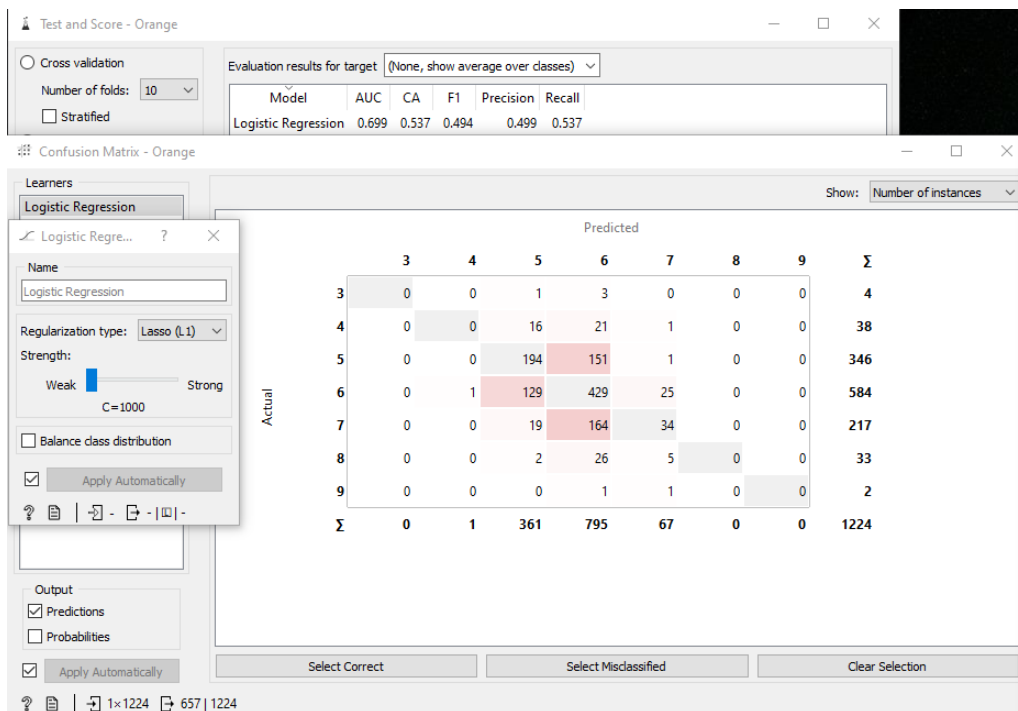 Test and Score - Orange
Cross validation
Number of folds: 10
Stratified
Evaluation results for target (None, show average over classes)
Model AUC CA F1 Precision Recall
Logistic Regression 0.699 0.537 0.494 0.499 0.537
Confusion Matrix - Orange
Learners
Logistic Regression
Show: Number of instances
Logistic Regre... ?
Name
Logistic Regression
Regularization type: Lasso (L1)
Strength:
Weak Strong
C=1000
Balance class distribution
Apply Automatically
? - - | - 
Predicted
3 4 5 6 7 8 9 Σ
Actual
3 0 0 1 3 0 0 0 4
4 0 0 16 21 1 0 0 38
5 0 0 194 151 1 0 0 346
6 0 1 129 429 25 0 0 584
7 0 0 19 164 34 0 0 217
8 0 0 2 26 5 0 0 33
9 0 0 0 1 1 0 0 2
Σ 0 1 361 795 67 0 0 1224
Output
Predictions
Probabilities
Apply Automatically
Select Correct
Select Misclassified
Clear Selection
? 1×1224 657 | 1224